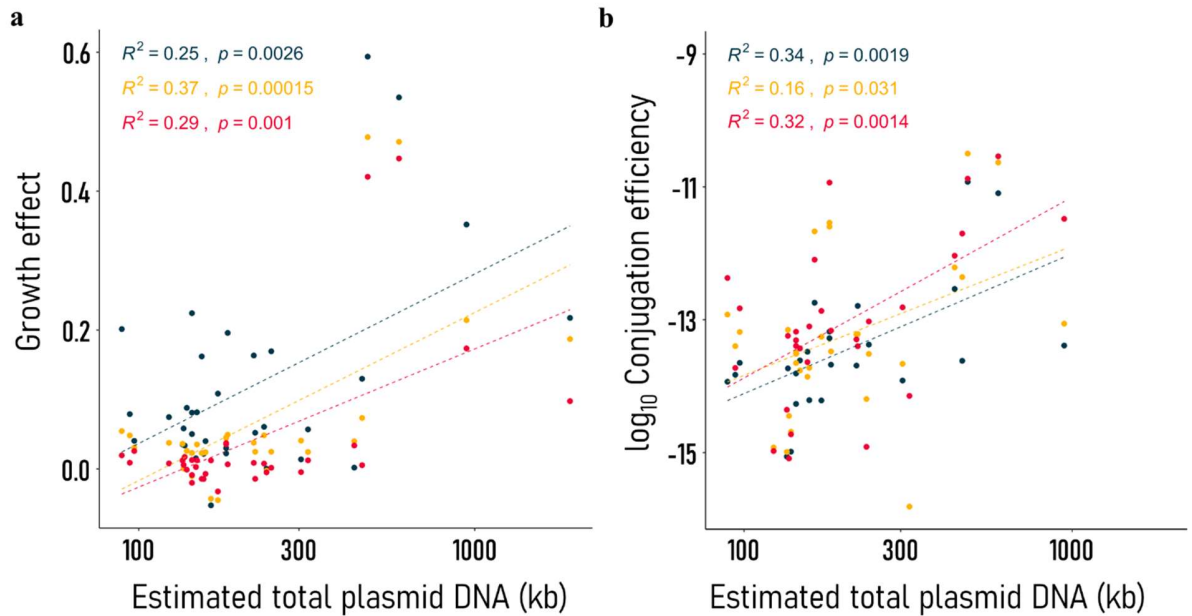 a
R² = 0.25 , p = 0.0026
R² = 0.37 , p = 0.00015
R² = 0.29 , p = 0.001
0.6
0.4
0.2
0.0
Growth effect
100
300
1000
Estimated total plasmid DNA (kb)
b
R² = 0.34 , p = 0.0019
R² = 0.16 , p = 0.031
R² = 0.32 , p = 0.0014
-9
-11
-13
-15
log₁₀ Conjugation efficiency
100
300
1000
Estimated total plasmid DNA (kb)